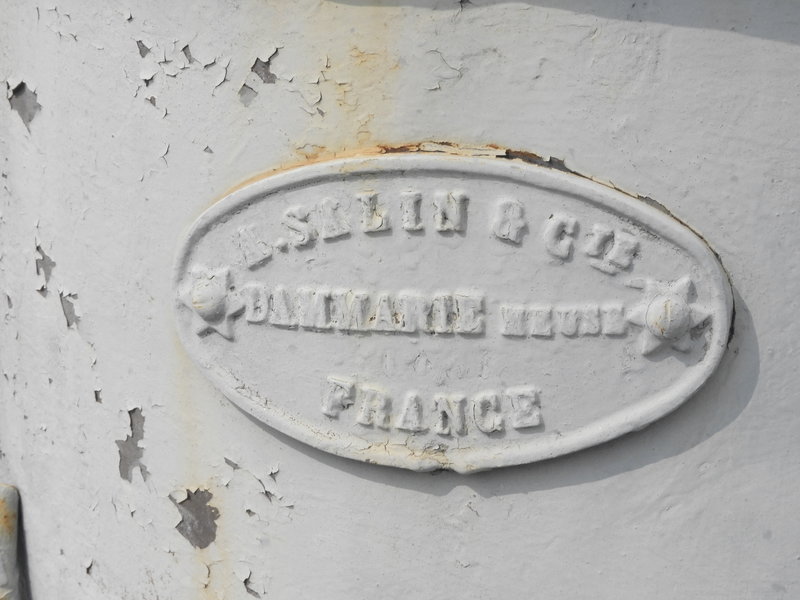 A. SALIN & CIE
DAMMARIE MEUSE
FRANCE